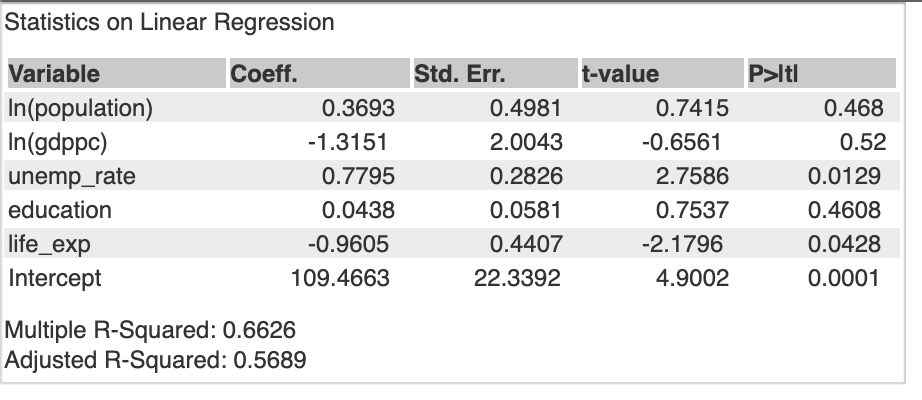 Statistics on Linear Regression
Variable Coeff. Std. Err. t-value P>ltl
ln(population) 0.3693 0.4981 0.7415 0.468
ln(gdppc) -1.3151 2.0043 -0.6561 0.52
unemp_rate 0.7795 0.2826 2.7586 0.0129
education 0.0438 0.0581 0.7537 0.4608
life_exp -0.9605 0.4407 -2.1796 0.0428
Intercept 109.4663 22.3392 4.9002 0.0001
Multiple R-Squared: 0.6626
Adjusted R-Squared: 0.5689